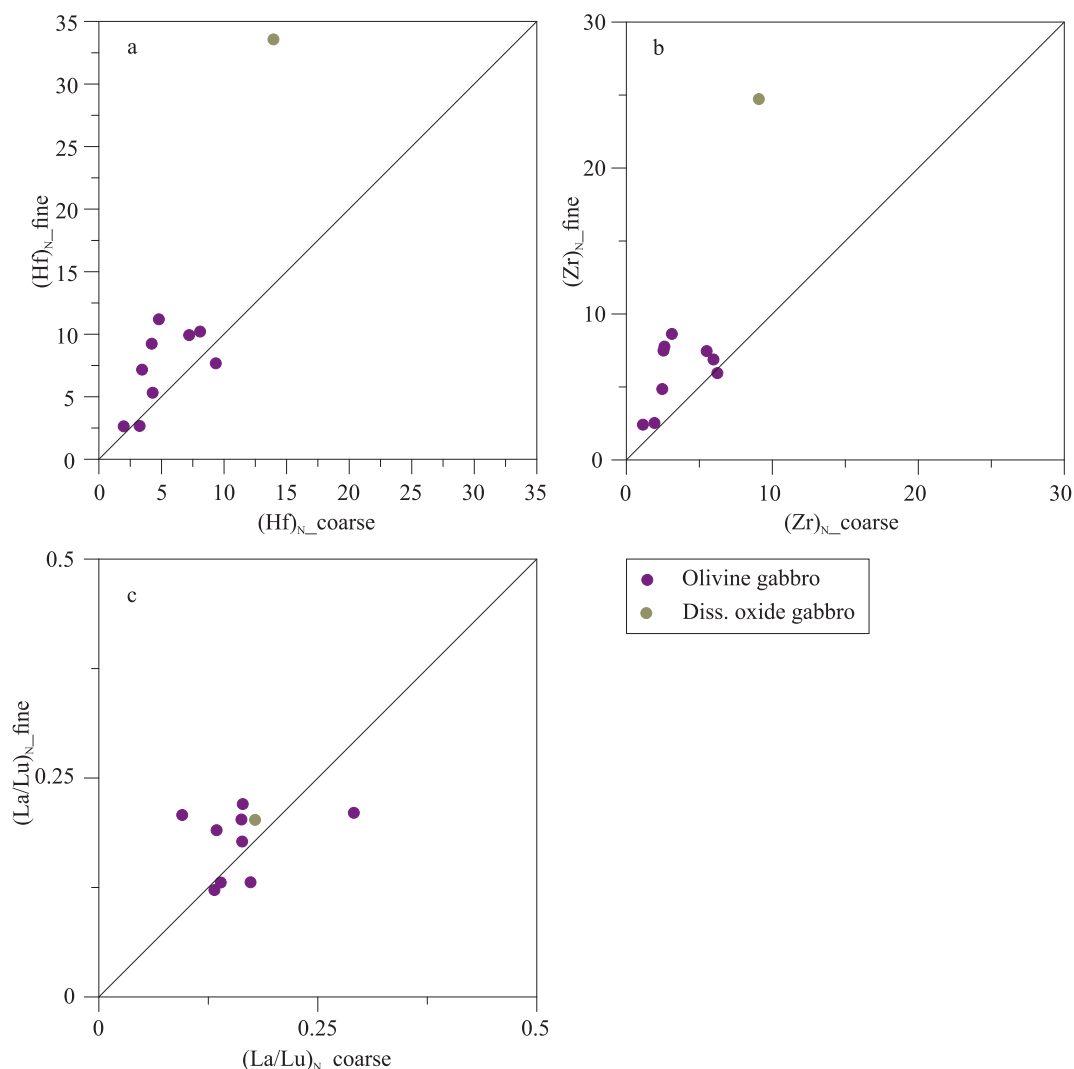 a
35
30
25
20
15
10
5
0
(Hf)N_fine
0 5 10 15 20 25 30 35
(Hf)N_coarse
b
30
20
10
0
(Zr)N_fine
0 10 20 30
(Zr)N_coarse
c
0.5
0.25
0
(La/Lu)N_fine
0 0.25 0.5
(La/Lu)N_coarse
Olivine gabbro
Diss. oxide gabbro